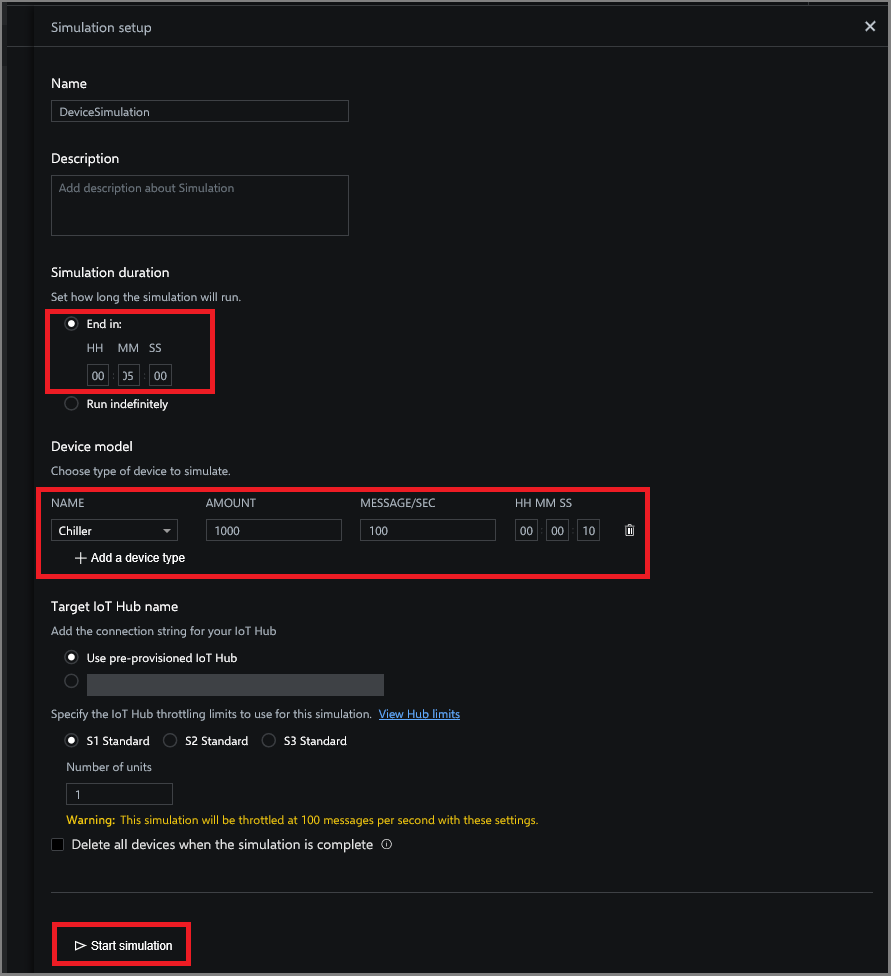 Simulation setup
Name
DeviceSimulation
Description
Add description about Simulation
Simulation duration
Set how long the simulation will run.
End in:
HH MM SS
00 : 05 : 00
Run indefinitely
Device model
Choose type of device to simulate.
NAME AMOUNT MESSAGE/SEC HH MM SS
Chiller 1000 100 00 : 00 : 10
Add a device type
Target IoT Hub name
Add the connection string for your IoT Hub
Use pre-provisioned IoT Hub
Specify the IoT Hub throttling limits to use for this simulation. View Hub limits
S1 Standard S2 Standard S3 Standard
Number of units
1
Warning: This simulation will be throttled at 100 messages per second with these settings.
Delete all devices when the simulation is complete
Start simulation